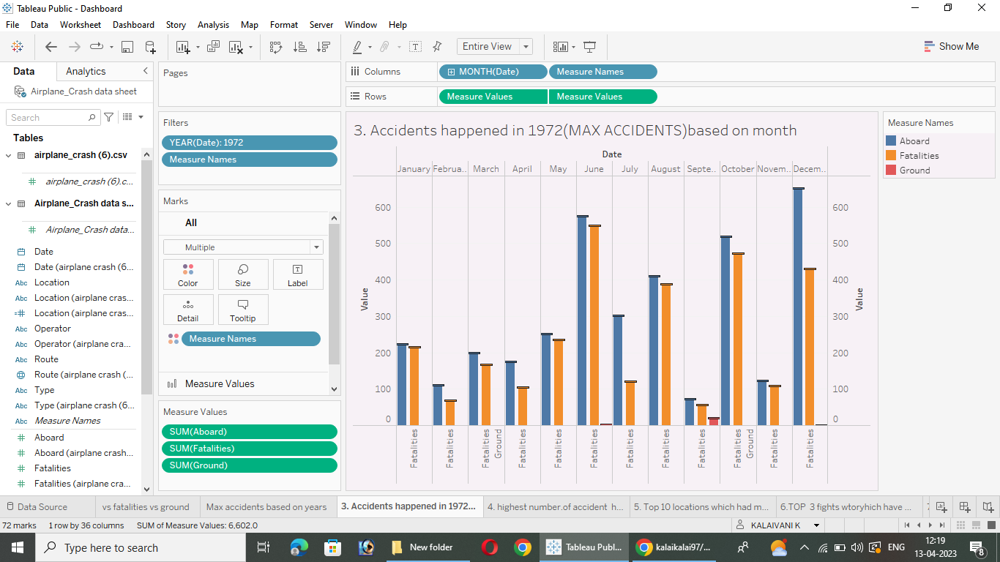 Tableau Public - Dashboard
File Data Worksheet Dashboard Story Analysis Map Format Server Window Help
Entire View
Show Me
Data Analytics
Airplane_Crash data sheet
Search
Tables
airplane_crash (6).csv
airplane_crash (6).c...
Airplane_Crash data s...
Airplane_Crash data...
Date
Date (airplane crash (6...
Abc Location
Abc Location (airplane cras...
Location (airplane cras...
Abc Operator
Abc Operator (airplane cra...
Abc Route
Route (airplane crash (...
Abc Type
Abc Type (airplane crash (6...
Abc Measure Names
Aboard
Aboard (airplane crash...
Fatalities
Fatalities (airplane cra...
Pages
Filters
YEAR(Date): 1972
Measure Names
Marks
All
Multiple
Color Size Label
Detail Tooltip
Measure Names
Measure Values
Measure Values
SUM(Aboard)
SUM(Fatalities)
SUM(Ground)
Columns MONTH(Date) Measure Names
Rows Measure Values Measure Values
3. Accidents happened in 1972(MAX ACCIDENTS)based on month
Date
January Februa.. March April May June July August Septe.. October Novem.. Decem..
600 600
500 500
400 400
300 300
200 200
100 100
0 0
Value
Value
Fatalities
Fatalities
Fatalities
Ground
Fatalities
Fatalities
Fatalities
Fatalities
Fatalities
Fatalities
Fatalities
Ground
Fatalities
Fatalities
Measure Names
Aboard
Fatalities
Ground
Data Source vs fatalities vs ground Max accidents based on years 3. Accidents happened in 1972... 4. highest number.of accident h... 5. Top 10 locations which had m... 6.TOP 3 fights wtoryhich have ... 7
72 marks 1 row by 36 columns SUM of Measure Values: 6,602.0 KALAIVANI K
Type here to search New folder Tableau Publ... kalaikalai97/... ENG 12:19
13-04-2023 8